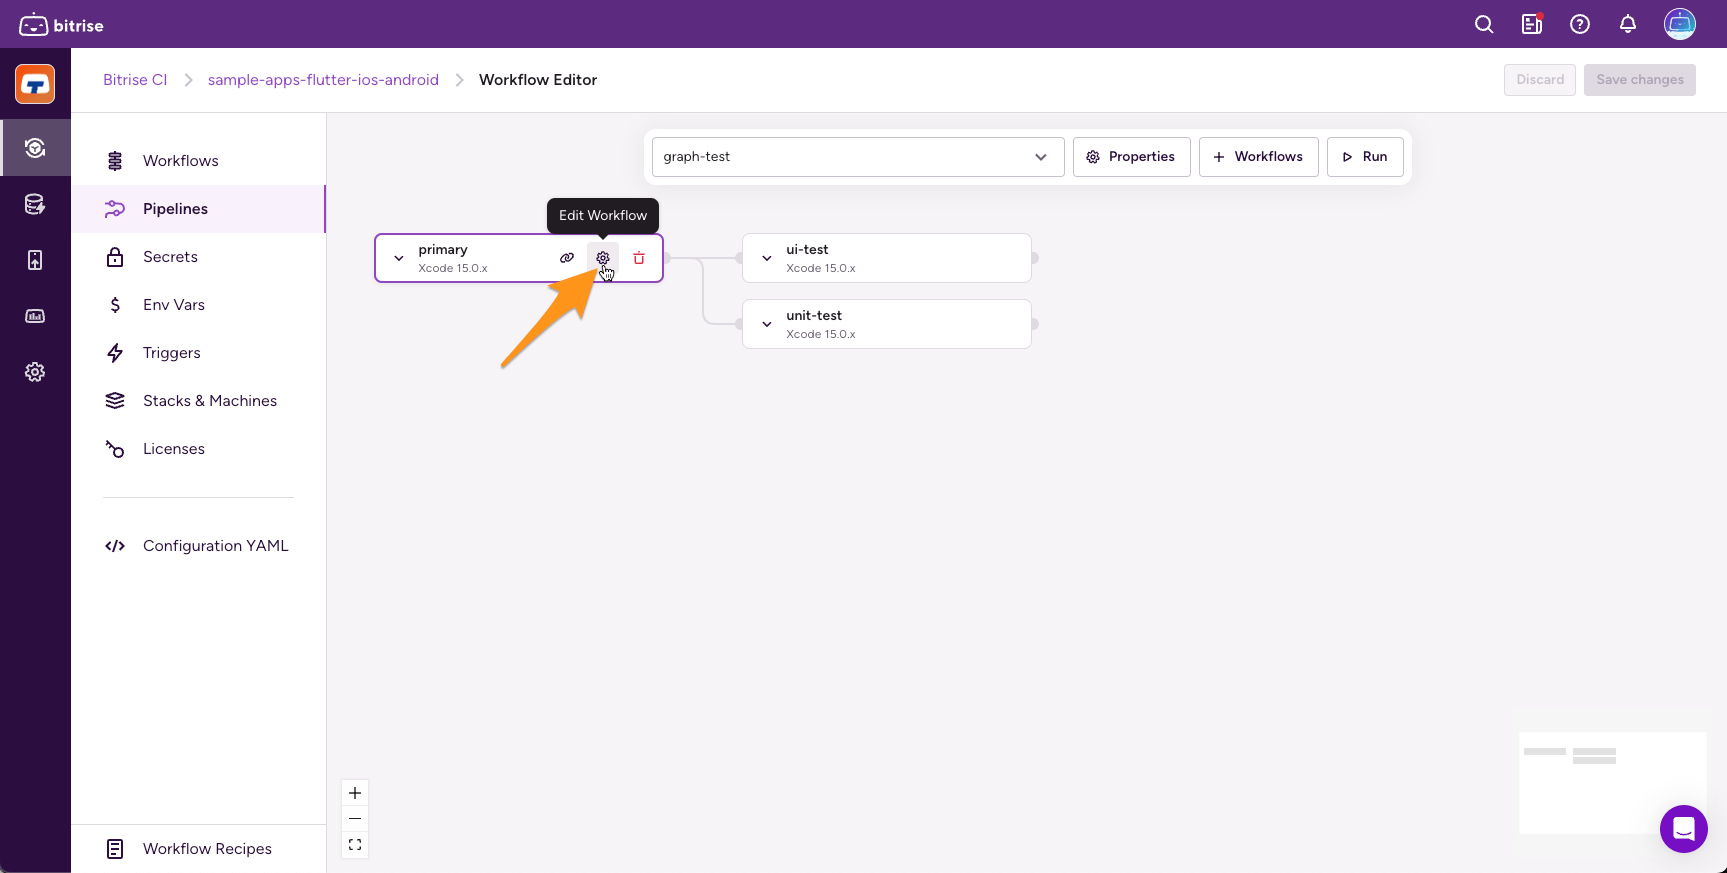 bitrise
Bitrise CI
sample-apps-flutter-ios-android
Workflow Editor
Discard
Save changes
Workflows
Pipelines
Secrets
Env Vars
Triggers
Stacks & Machines
Licenses
Configuration YAML
Workflow Recipes
graph-test
Properties
Workflows
Run
Edit Workflow
primary
Xcode 15.0.x
ui-test
Xcode 15.0.x
unit-test
Xcode 15.0.x